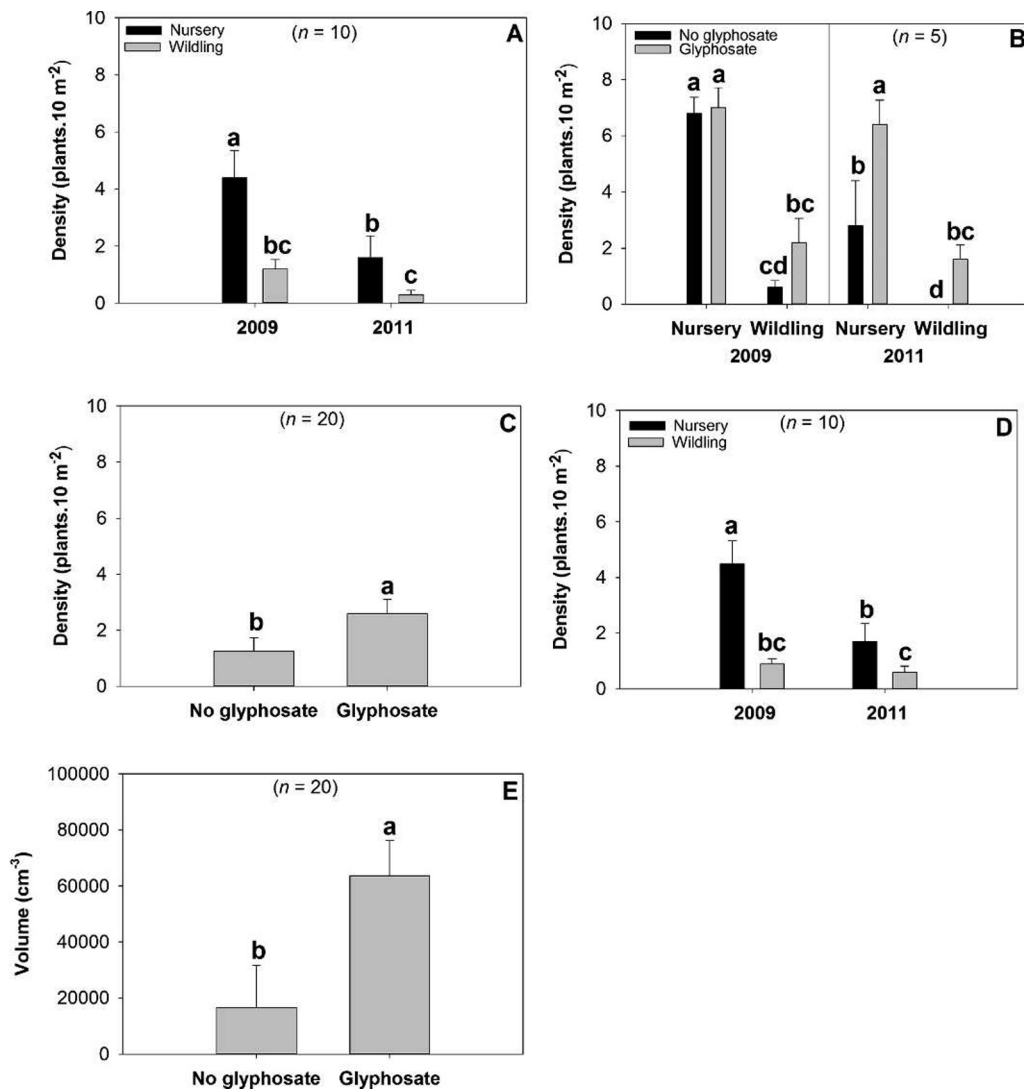 Nursery
Wildling
(n = 10)
A
Density (plants.10 m-2)
10
8
6
4
2
0
a
bc
b
c
2009
2011
No glyphosate
Glyphosate
(n = 5)
B
Density (plants.10 m-2)
10
8
6
4
2
0
a
a
cd
bc
b
a
d
bc
Nursery Wildling
Nursery Wildling
2009
2011
(n = 20)
C
Density (plants.10 m-2)
10
8
6
4
2
0
b
a
No glyphosate
Glyphosate
Nursery
Wildling
(n = 10)
D
Density (plants.10 m-2)
10
8
6
4
2
0
a
bc
b
c
2009
2011
(n = 20)
E
Volume (cm-3)
100000
80000
60000
40000
20000
0
b
a
No glyphosate
Glyphosate